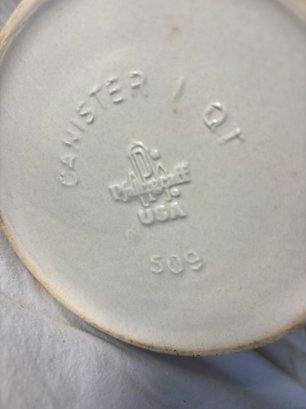 CANISTER 1 QT
P.
Pfaltzgraff
USA
509